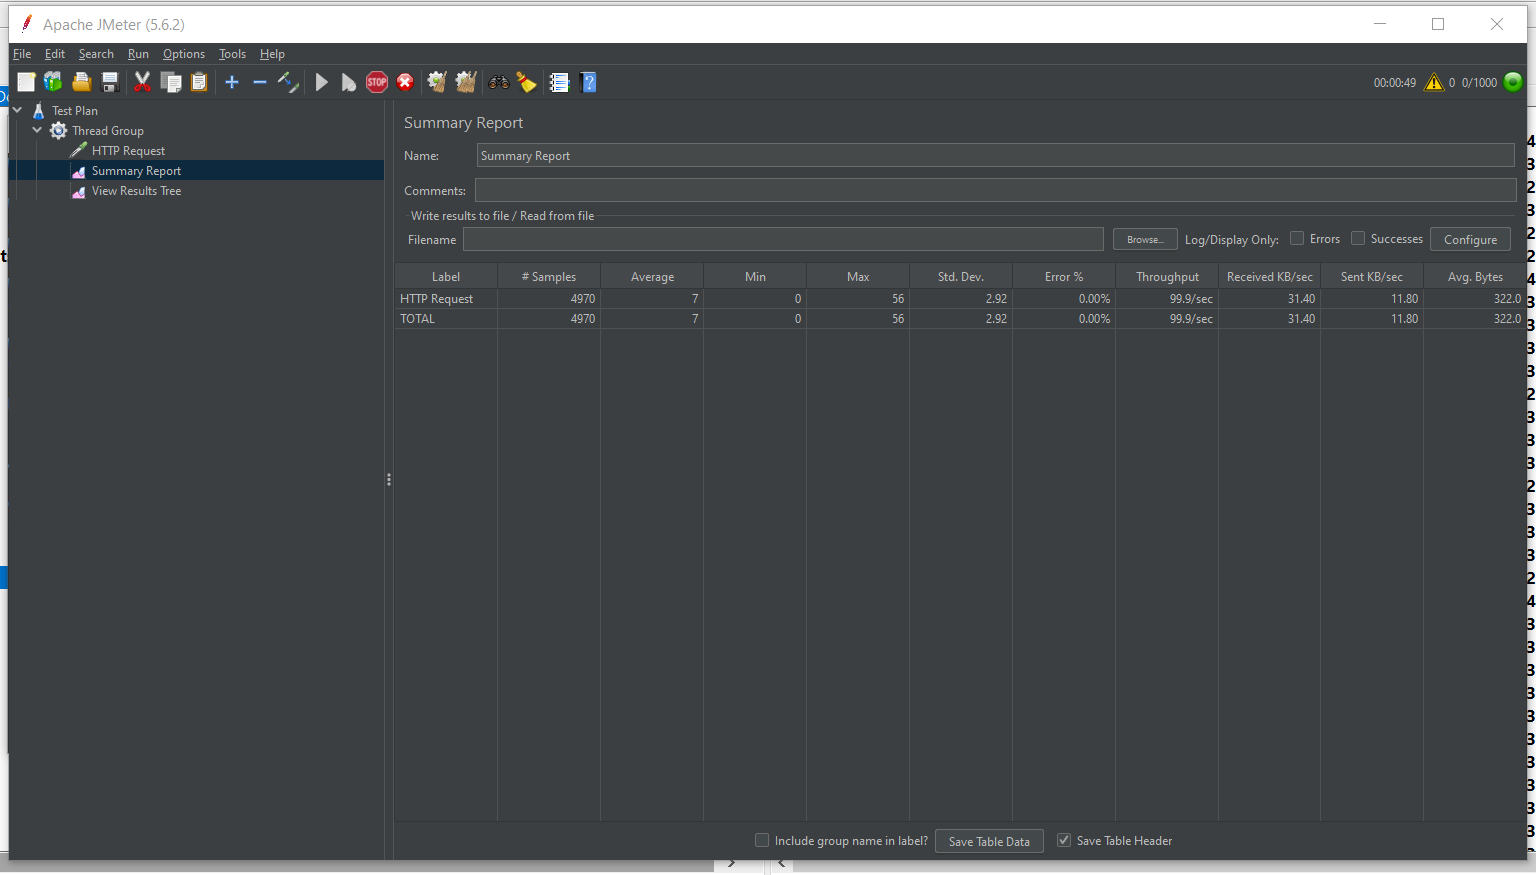 Apache JMeter (5.6.2)
File Edit Search Run Options Tools Help
STOP
00:00:49 0 0/1000
Test Plan
Thread Group
HTTP Request
Summary Report
View Results Tree
Summary Report
Name: Summary Report
Comments:
Write results to file / Read from file
Filename Browse... Log/Display Only: Errors Successes Configure
Label # Samples Average Min Max Std. Dev. Error % Throughput Received KB/sec Sent KB/sec Avg. Bytes
HTTP Request 4970 7 0 56 2.92 0.00% 99.9/sec 31.40 11.80 322.0
TOTAL 4970 7 0 56 2.92 0.00% 99.9/sec 31.40 11.80 322.0
Include group name in label? Save Table Data Save Table Header